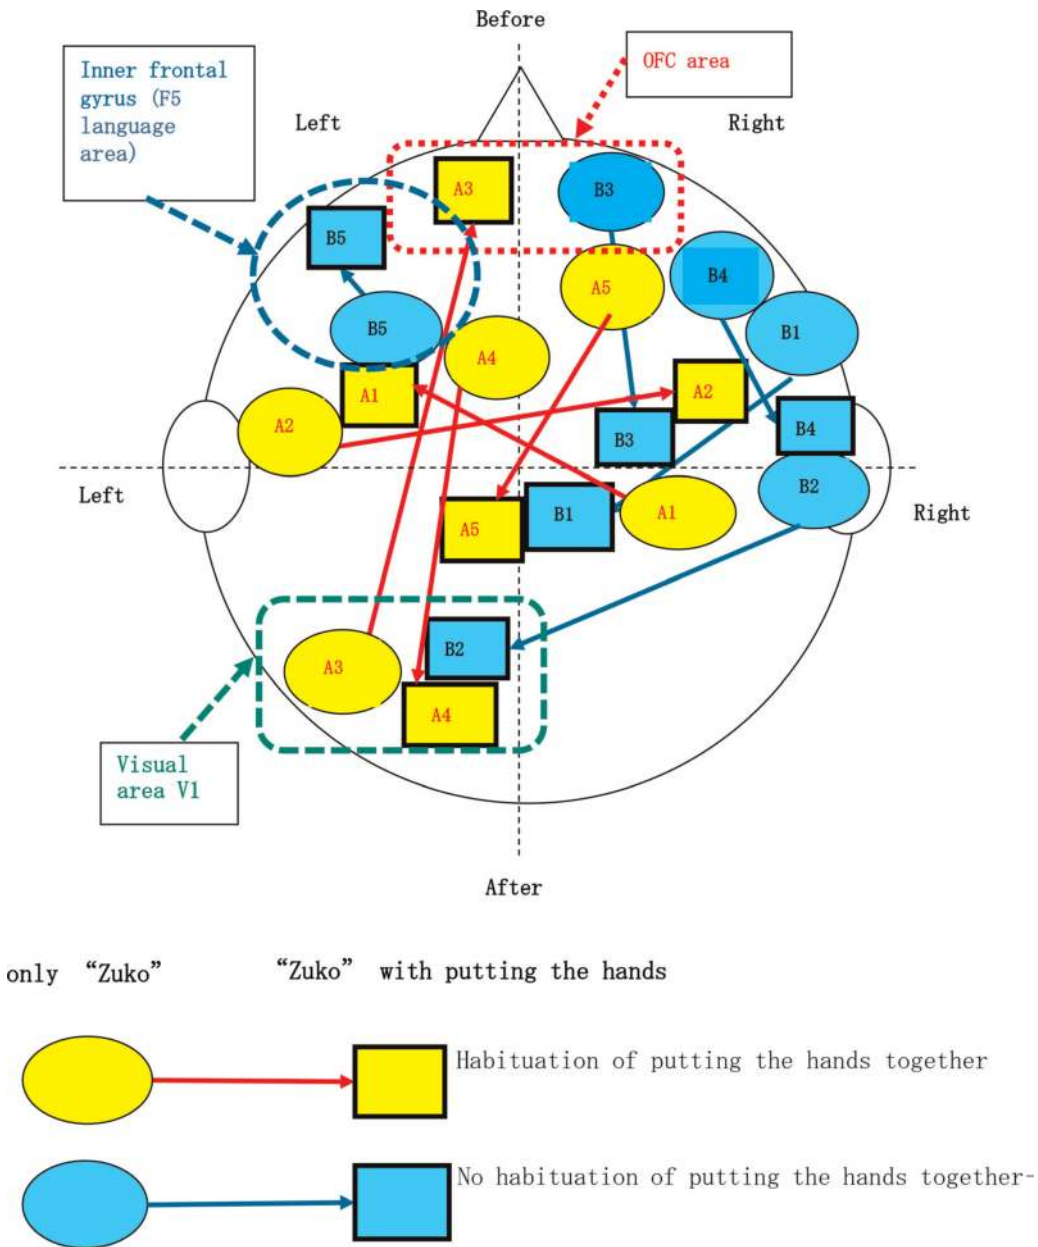 Before
OFC area
Inner frontal
gyrus (F5
language
area)
Left
Right
A3
B3
B5
B4
A5
B5
B1
A4
A1
A2
A2
B3
B4
Left
B2
Right
A5
B1
A1
B2
A3
A4
Visual
area V1
After
only “Zuko” “Zuko” with putting the hands
Habituation of putting the hands together
No habituation of putting the hands together-